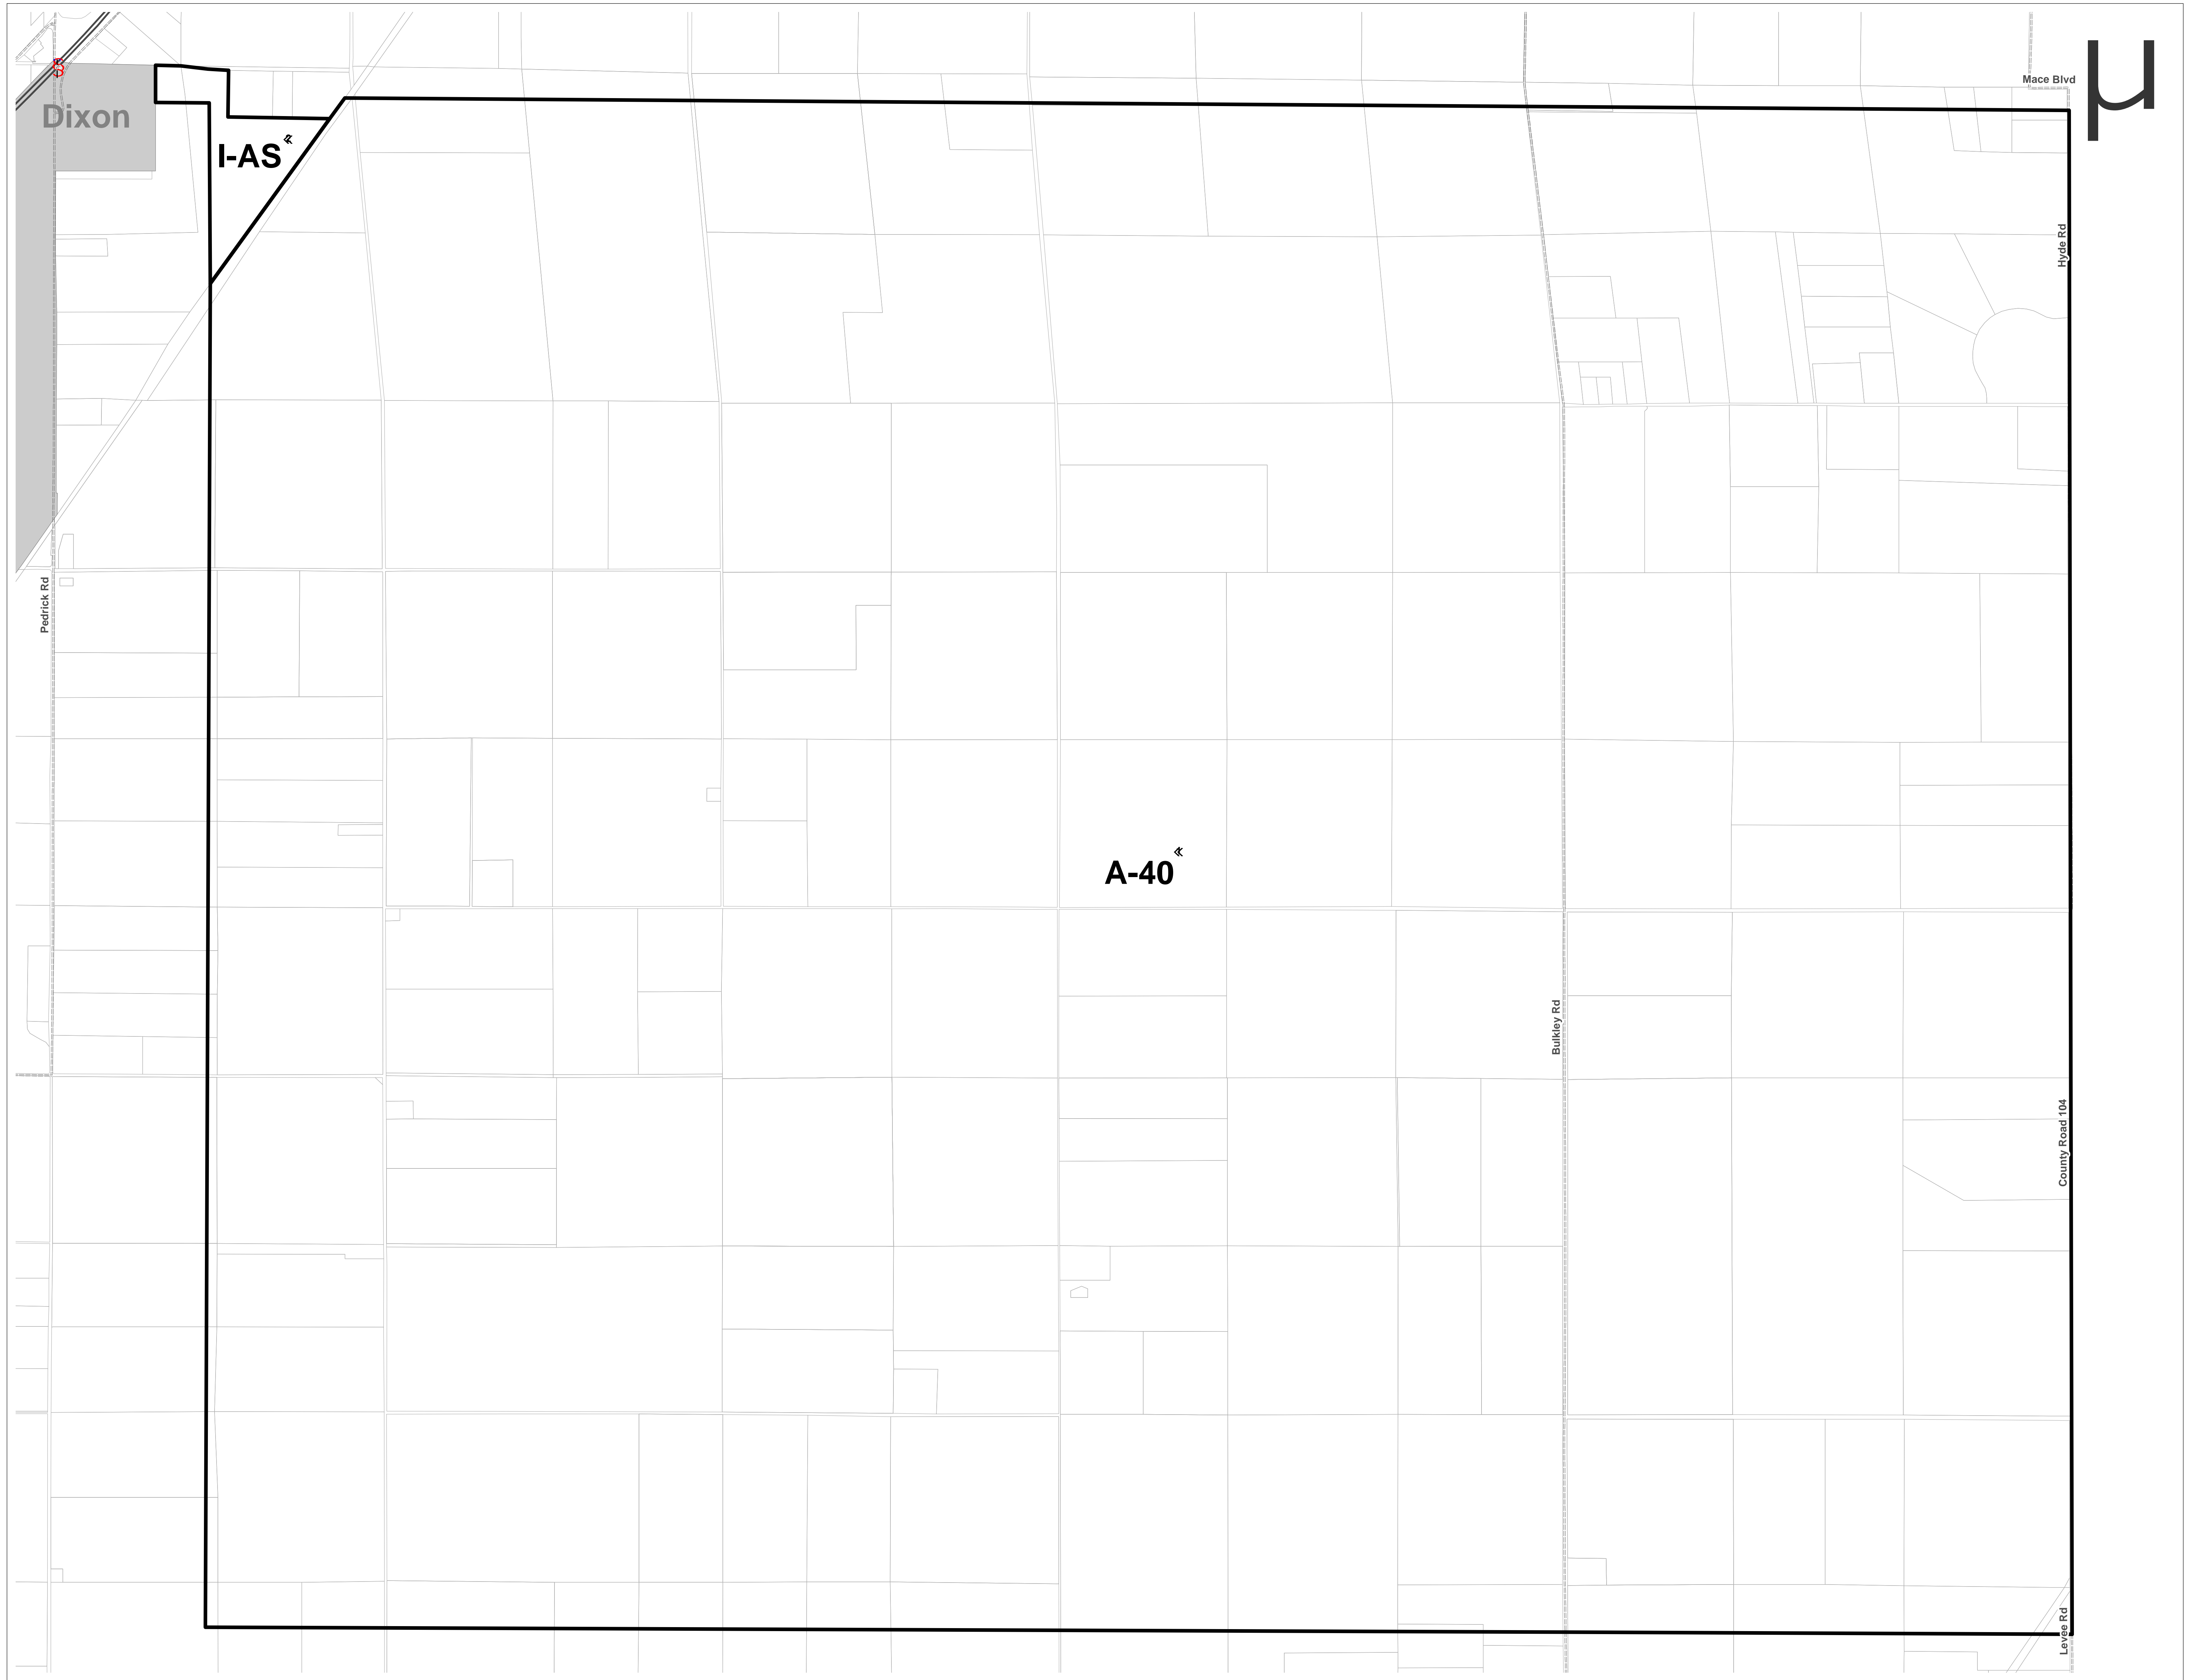 Mace Blvd
µ
Dixon
I-AS
Hyde Rd
Pedrick Rd
A-40
Bulkley Rd
County Road 104
Levee Rd